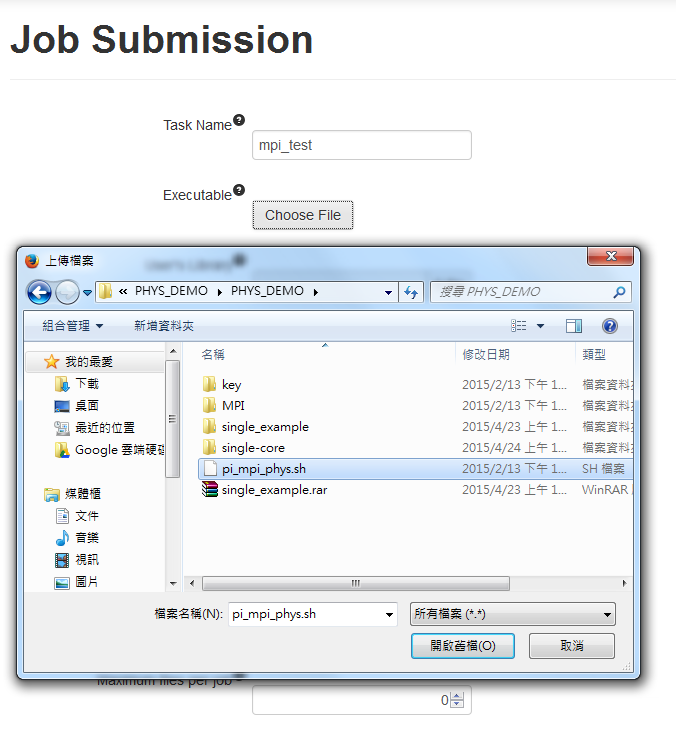 Job Submission
Task Name
mpi_test
Executable
Choose File
上傳檔案
User's Library
« PHYS_DEMO PHYS_DEMO
搜尋 PHYS_DEMO
組合管理 新增資料夾
我的最愛
下載
桌面
最近的位置
Google 雲端硬碟
媒體櫃
文件
音樂
視訊
圖片
名稱 修改日期 類型
key 2015/2/13 下午 1... 檔案資料夾
MPI 2015/2/13 下午 1... 檔案資料夾
single_example 2015/4/23 上午 1... 檔案資料夾
single-core 2015/4/24 上午 1... 檔案資料夾
pi_mpi_phys.sh 2015/2/13 下午 1... SH 檔案
single_example.rar 2015/4/23 上午 1... WinRAR
檔案名稱(N): pi_mpi_phys.sh 所有檔案 (*.*)
開啟舊檔(O) 取消
Maximum files per job
0